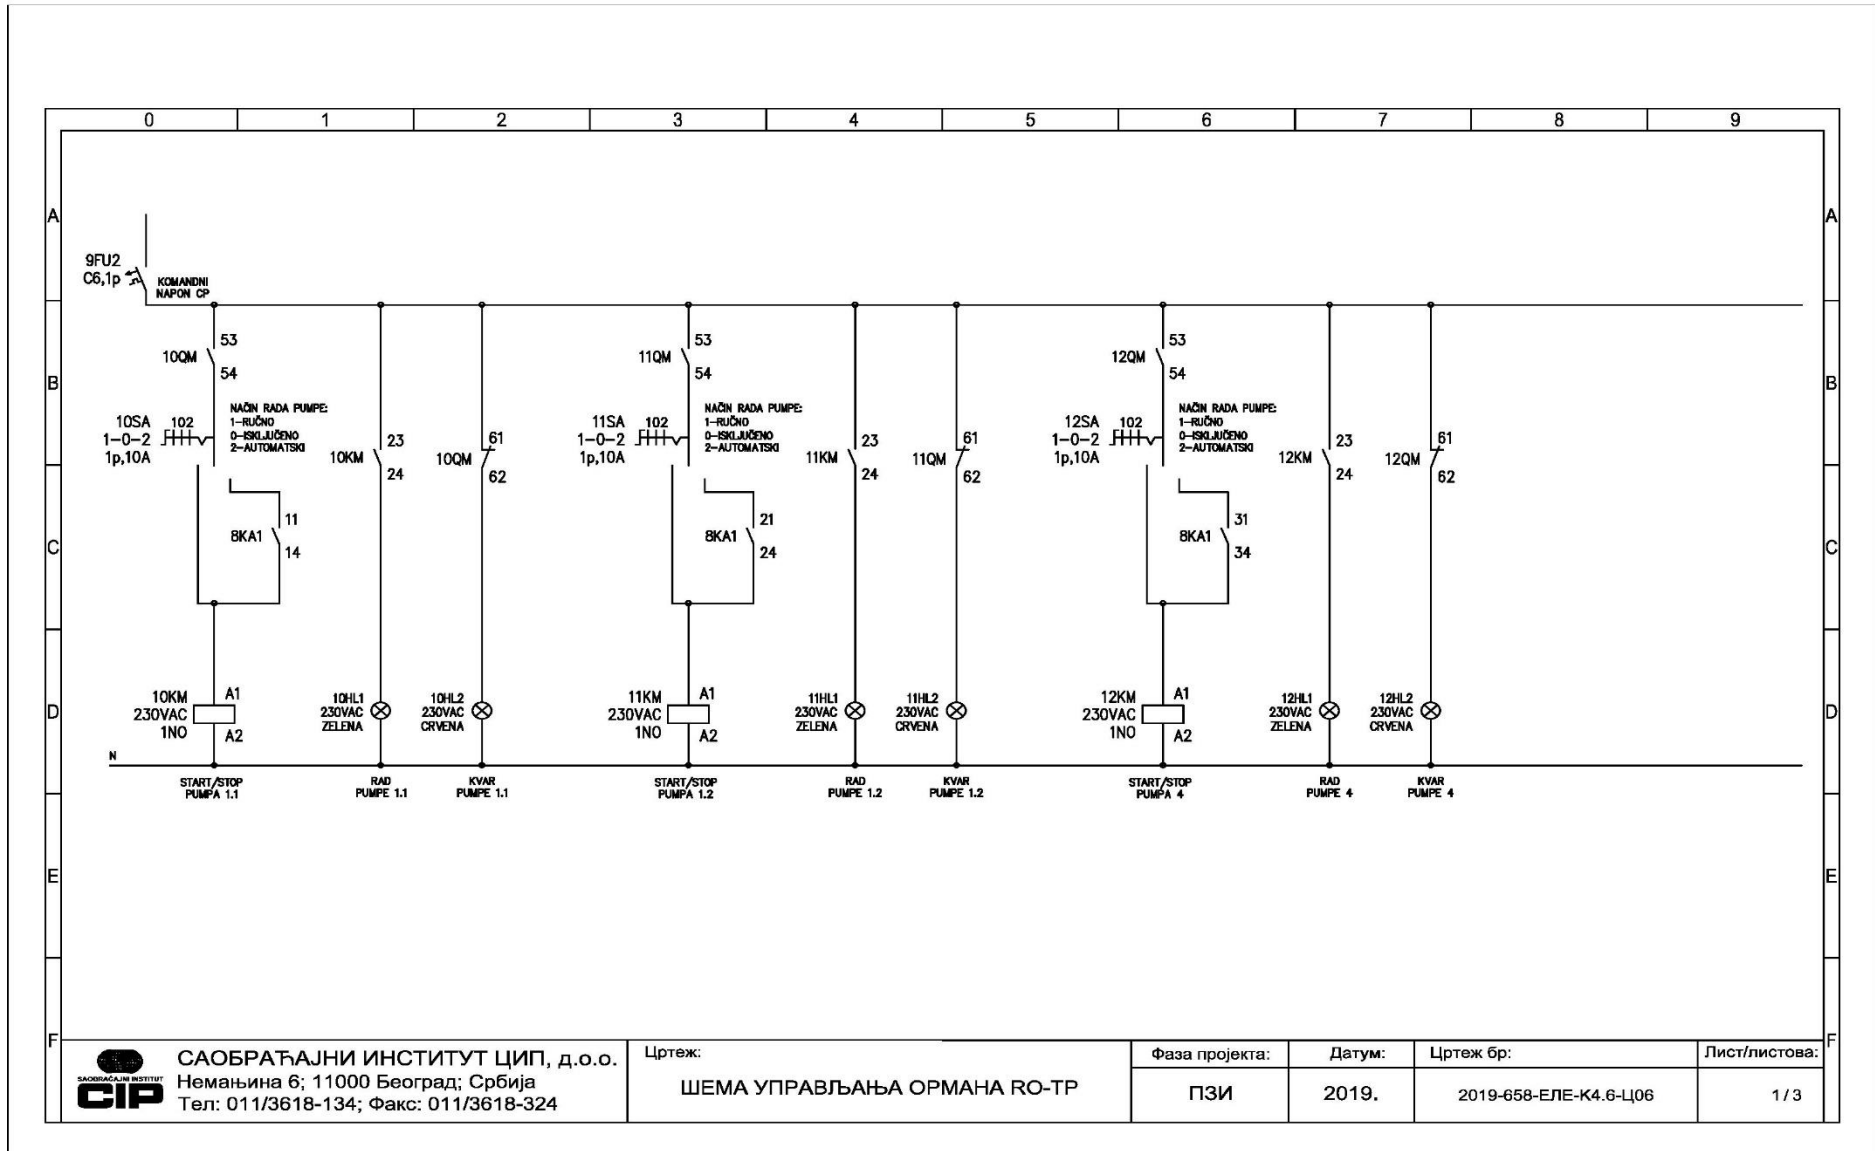 0 1 2 3 4 5 6 7 8 9
A A
9FU2
C6,1p
KOMANDNI
NAPON CP
53 53 53
10QM 11QM 12QM
54 54 54
B B
NAČIN RADA PUMPE: NAČIN RADA PUMPE: NAČIN RADA PUMPE:
10SA 102 1-RUČNO 11SA 102 1-RUČNO 12SA 102 1-RUČNO
1-0-2 0-ISKLJUČENO 23 61 1-0-2 0-ISKLJUČENO 23 61 1-0-2 0-ISKLJUČENO 23 61
1p,10A 2-AUTOMATSKI 10KM 10QM 1p,10A 2-AUTOMATSKI 11KM 11QM 1p,10A 2-AUTOMATSKI 12KM 12QM
24 62 24 62 24 62
11 21 31
8KA1 8KA1 8KA1
14 24 34
C C
10KM A1 10HL1 10HL2 11KM A1 11HL1 11HL2 12KM A1 12HL1 12HL2
230VAC 230VAC 230VAC 230VAC 230VAC 230VAC 230VAC 230VAC 230VAC
1NO A2 ZELENA CRVENA 1NO A2 ZELENA CRVENA 1NO A2 ZELENA CRVENA
D D
N
START/STOP RAD KVAR START/STOP RAD KVAR START/STOP RAD KVAR
PUMPA 1.1 PUMPE 1.1 PUMPE 1.1 PUMPA 1.2 PUMPE 1.2 PUMPE 1.2 PUMPA 4 PUMPE 4 PUMPE 4
E E
F F
SAOBRAĆAJNI INSTITUT
CIP
САОБРАЋАЈНИ ИНСТИТУТ ЦИП, д.о.о.
Немањина 6; 11000 Београд; Србија
Тел: 011/3618-134; Факс: 011/3618-324
Цртеж:
ШЕМА УПРАВЉАЊА ОРМАНА RO-TP
Фаза пројекта:
ПЗИ
Датум:
2019.
Цртеж бр:
2019-658-ЕЛЕ-К4.6-Ц06
Лист/листова:
1/3